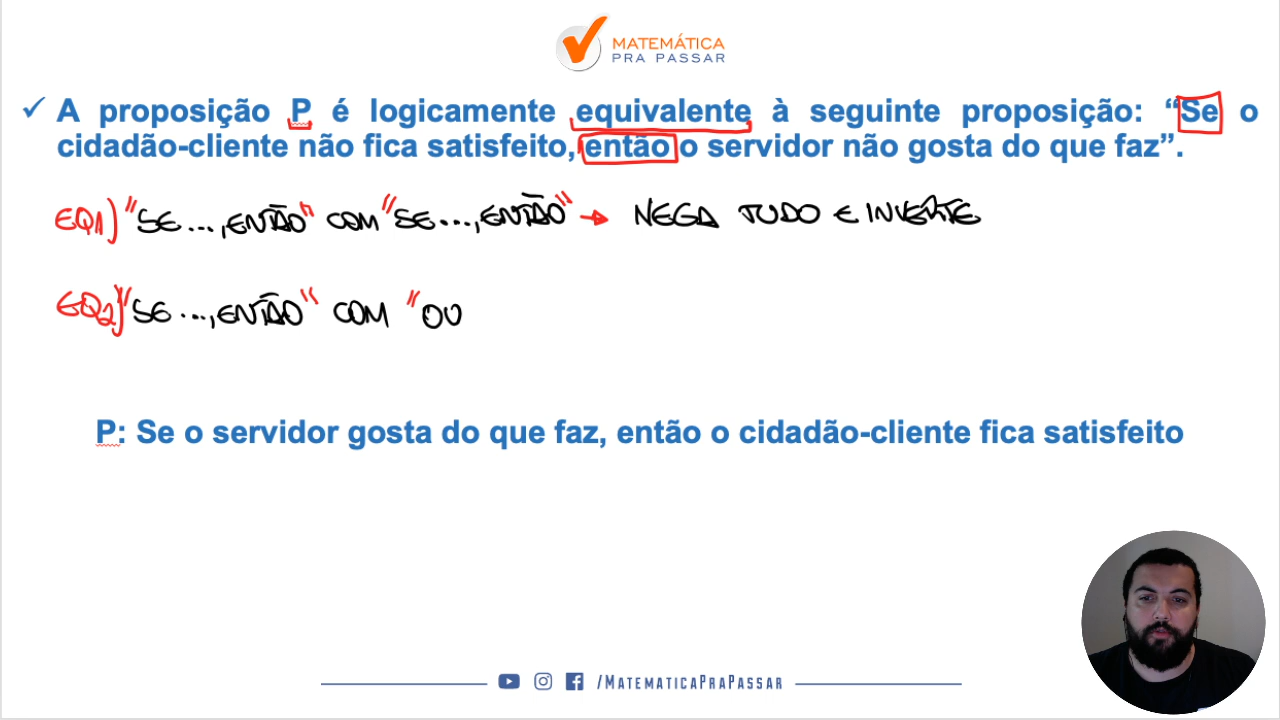 MATEMÁTICA
PRA PASSAR
✓ A proposição P é logicamente equivalente à seguinte proposição: “Se o
cidadão-cliente não fica satisfeito, então o servidor não gosta do que faz”.
EQ1) "SE ..., ENTÃO" COM "SE ..., ENTÃO" → NEGA TUDO E INVERTE
EQ2) "SE ..., ENTÃO" COM "OU
P: Se o servidor gosta do que faz, então o cidadão-cliente fica satisfeito
/MATEMATICAPRAPASSAR